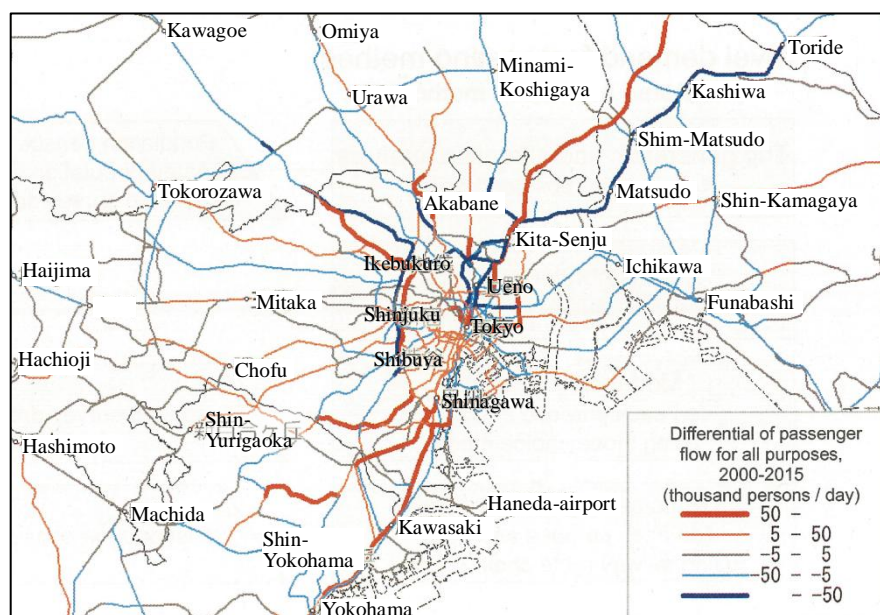 Kawagoe
Omiya
Toride
Minami-
Koshigaya
Urawa
Kashiwa
Shim-Matsudo
Tokorozawa
Matsudo
Akabane
Shin-Kamagaya
Kita-Senju
Haijima
Ikebukuro
Ichikawa
Ueno
Mitaka
Funabashi
Shinjuku
Tokyo
Hachioji
Chofu
Shibuya
Shinagawa
Shin-
Yurigaoka
Hashimoto
Machida
Haneda-airport
Kawasaki
Shin-
Yokohama
Yokohama
Differential of passenger
flow for all purposes,
2000-2015
(thousand persons / day)
50 -
5 - 50
-5 - 5
-50 - -5
- -50